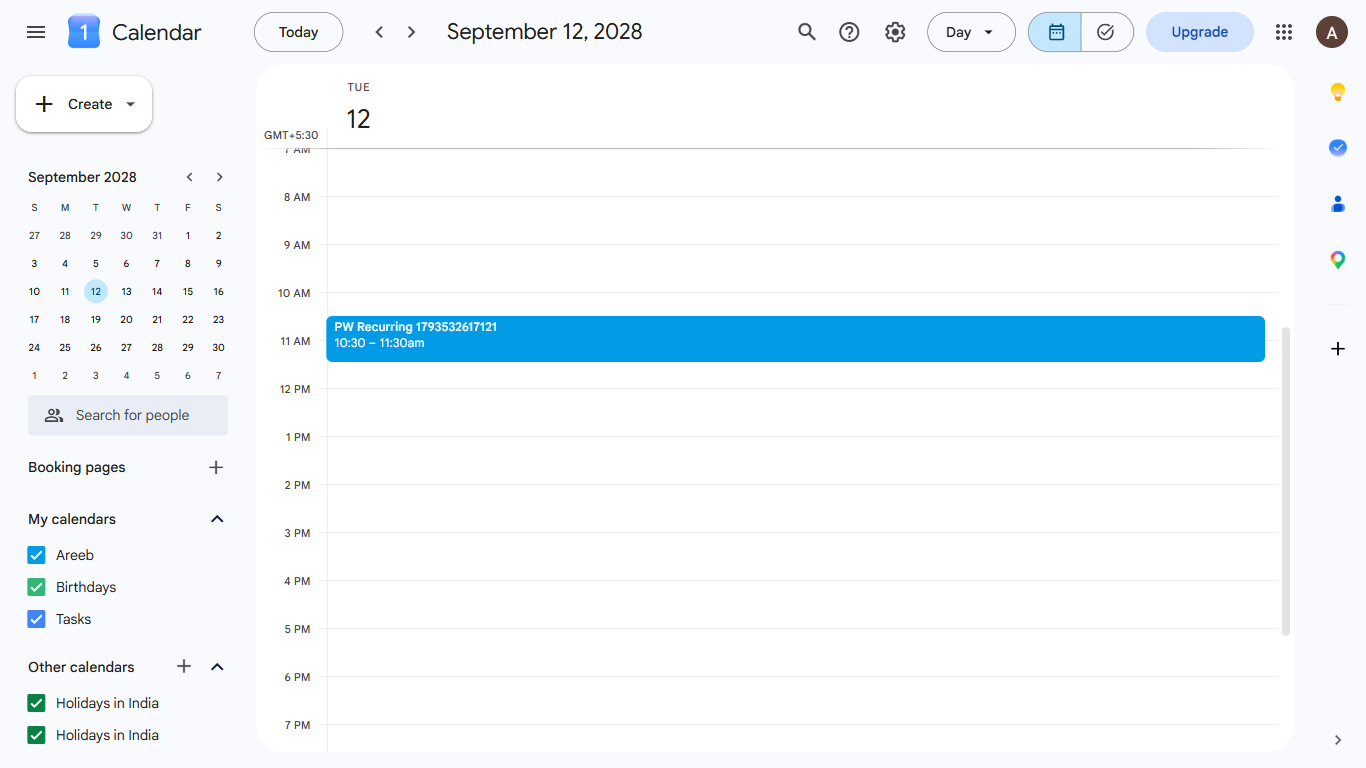 1 Calendar Today September 12, 2028 Day Upgrade A
Create
September 2028
S M T W T F S
27 28 29 30 31 1 2
3 4 5 6 7 8 9
10 11 12 13 14 15 16
17 18 19 20 21 22 23
24 25 26 27 28 29 30
1 2 3 4 5 6 7
Search for people
Booking pages
My calendars
Areeb
Birthdays
Tasks
Other calendars
Holidays in India
Holidays in India
TUE
12
GMT+5:30
7 AM
8 AM
9 AM
10 AM
PW Recurring 1793532617121
10:30 – 11:30am
11 AM
12 PM
1 PM
2 PM
3 PM
4 PM
5 PM
6 PM
7 PM